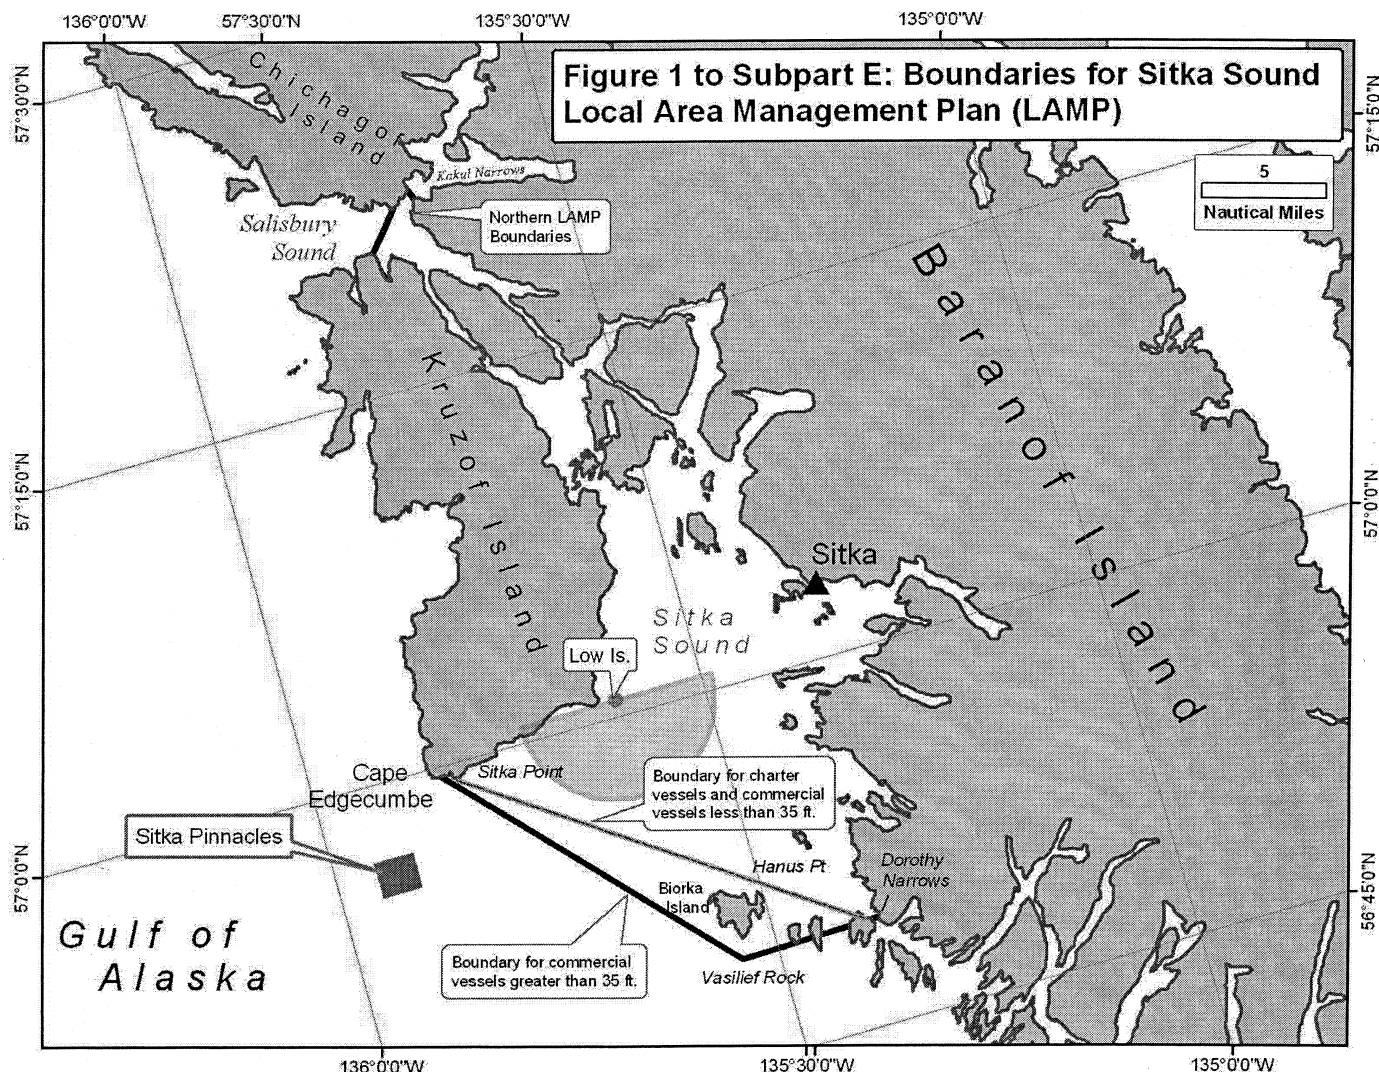 136°0'0"W
57°30'0"N
135°30'0"W
135°0'0"W
Figure 1 to Subpart E: Boundaries for Sitka Sound
Local Area Management Plan (LAMP)
57°30'0"N
57°15'0"N
Chichagof
Island
Kakul Narrows
5
Nautical Miles
Salisbury
Sound
Northern LAMP
Boundaries
Baranof Island
Kruzof Island
57°15'0"N
57°0'0"N
Sitka
Sitka
Sound
Low Is.
Cape
Edgecumbe
Sitka Point
Boundary for charter
vessels and commercial
vessels less than 35 ft.
Sitka Pinnacles
57°0'0"N
Hanus Pt
Dorothy
Narrows
56°45'0"N
Biorka
Island
Gulf of
Alaska
Boundary for commercial
vessels greater than 35 ft.
Vasilief Rock
136°0'0"W
135°30'0"W
135°0'0"W